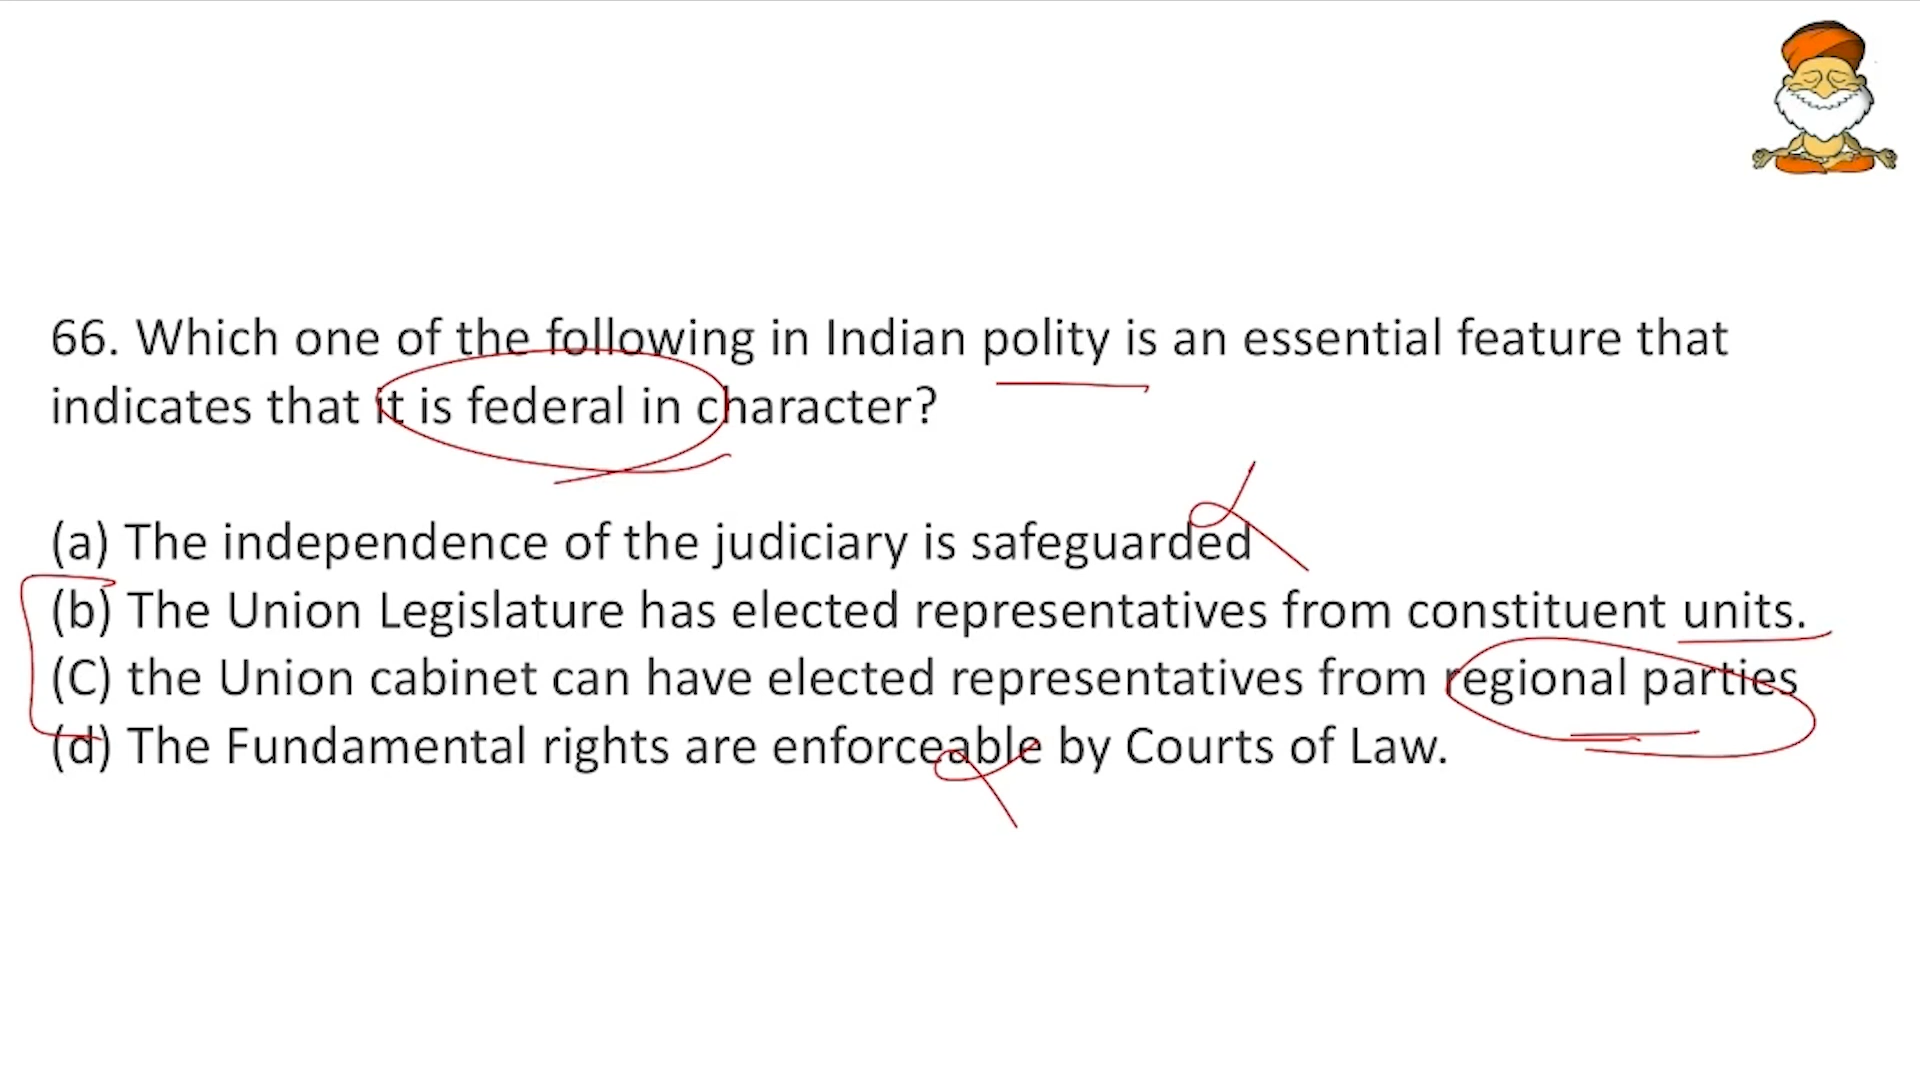 66. Which one of the following in Indian polity is an essential feature that
indicates that it is federal in character?
(a) The independence of the judiciary is safeguarded
(b) The Union Legislature has elected representatives from constituent units.
(C) the Union cabinet can have elected representatives from regional parties
(d) The Fundamental rights are enforceable by Courts of Law.